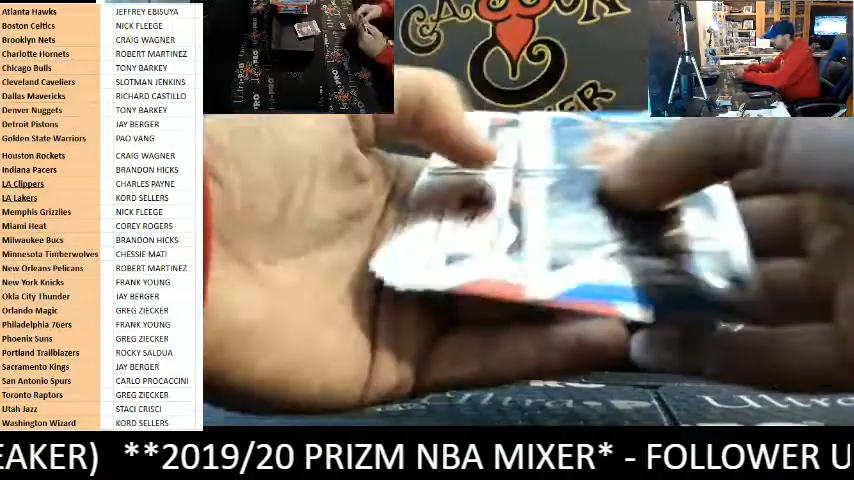 Atlanta Hawks JEFFREY EBISUYA
Boston Celtics NICK FLEEGE
Brooklyn Nets CRAIG WAGNER
Charlotte Hornets ROBERT MARTINEZ
Chicago Bulls TONY BARKEY
Cleveland Cavaliers SLOTMAN JENKINS
Dallas Mavericks RICHARD CASTILLO
Denver Nuggets TONY BARKEY
Detroit Pistons JAY BERGER
Golden State Warriors PAO VANG
Houston Rockets CRAIG WAGNER
Indiana Pacers BRANDON HICKS
LA Clippers CHARLES PAYNE
LA Lakers KORD SELLERS
Memphis Grizzlies NICK FLEEGE
Miami Heat COREY ROGERS
Milwaukee Bucs BRANDON HICKS
Minnesota Timberwolves CHESSIE MATI
New Orleans Pelicans ROBERT MARTINEZ
New York Knicks FRANK YOUNG
Okla City Thunder JAY BERGER
Orlando Magic GREG ZIECKER
Philadelphia 76ers FRANK YOUNG
Phoenix Suns GREG ZIECKER
Portland Trailblazers ROCKY SALDUA
Sacramento Kings JAY BERGER
San Antonio Spurs CARLO PROCACCINI
Toronto Raptors GREG ZIECKER
Utah Jazz STACI CRISCI
Washington Wizard KORD SELLERS
EAKER) **2019/20 PRIZM NBA MIXER* - FOLLOWER U